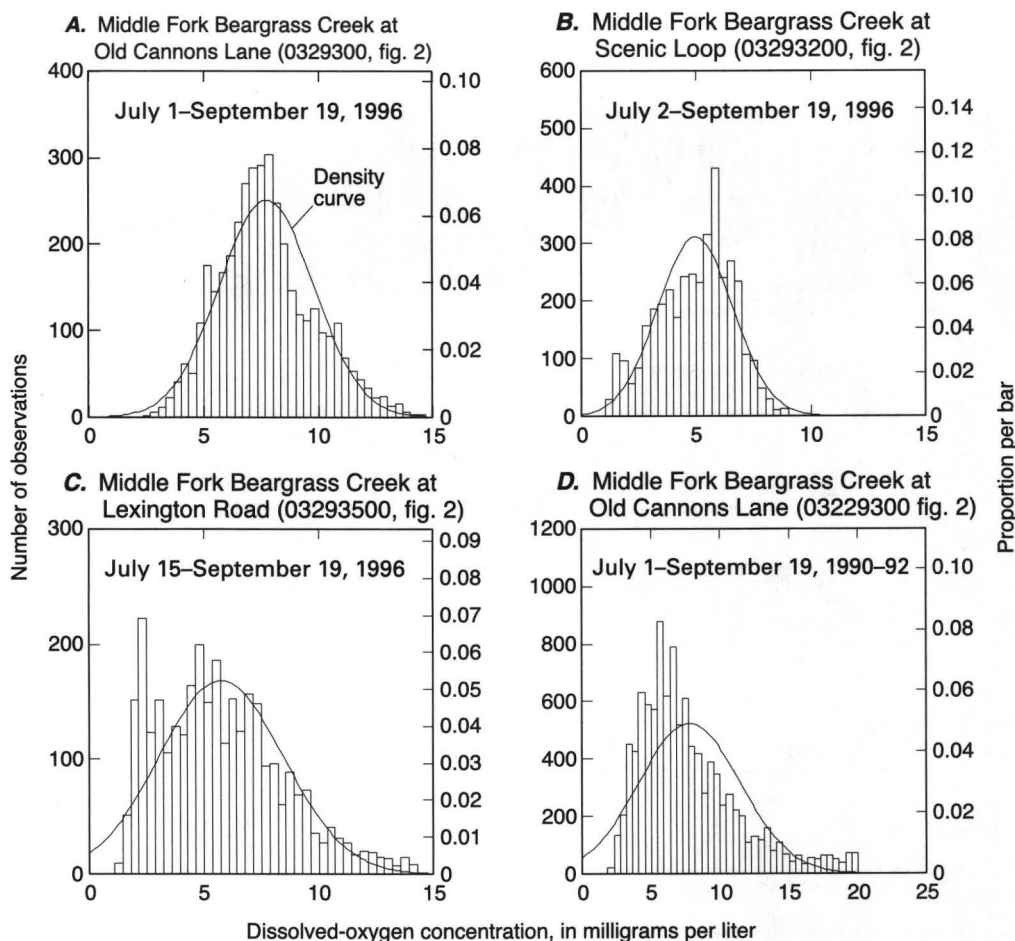 A. Middle Fork Beargrass Creek at
Old Cannons Lane (0329300, fig. 2)
400
300
200
100
0
0.10
0.08
0.06
0.04
0.02
0
July 1–September 19, 1996
Density
curve
0 5 10 15
B. Middle Fork Beargrass Creek at
Scenic Loop (03293200, fig. 2)
600
500
400
300
200
100
0
0.14
0.12
0.10
0.08
0.06
0.04
0.02
0
July 2–September 19, 1996
0 5 10 15
C. Middle Fork Beargrass Creek at
Lexington Road (03293500, fig. 2)
300
200
100
0
0.09
0.08
0.07
0.06
0.05
0.04
0.03
0.02
0.01
0
July 15–September 19, 1996
0 5 10 15
D. Middle Fork Beargrass Creek at
Old Cannons Lane (03229300 fig. 2)
1200
1000
800
600
400
200
0
0.10
0.08
0.06
0.04
0.02
0
July 1–September 19, 1990–92
0 5 10 15 20 25
Number of observations
Proportion per bar
Dissolved-oxygen concentration, in milligrams per liter